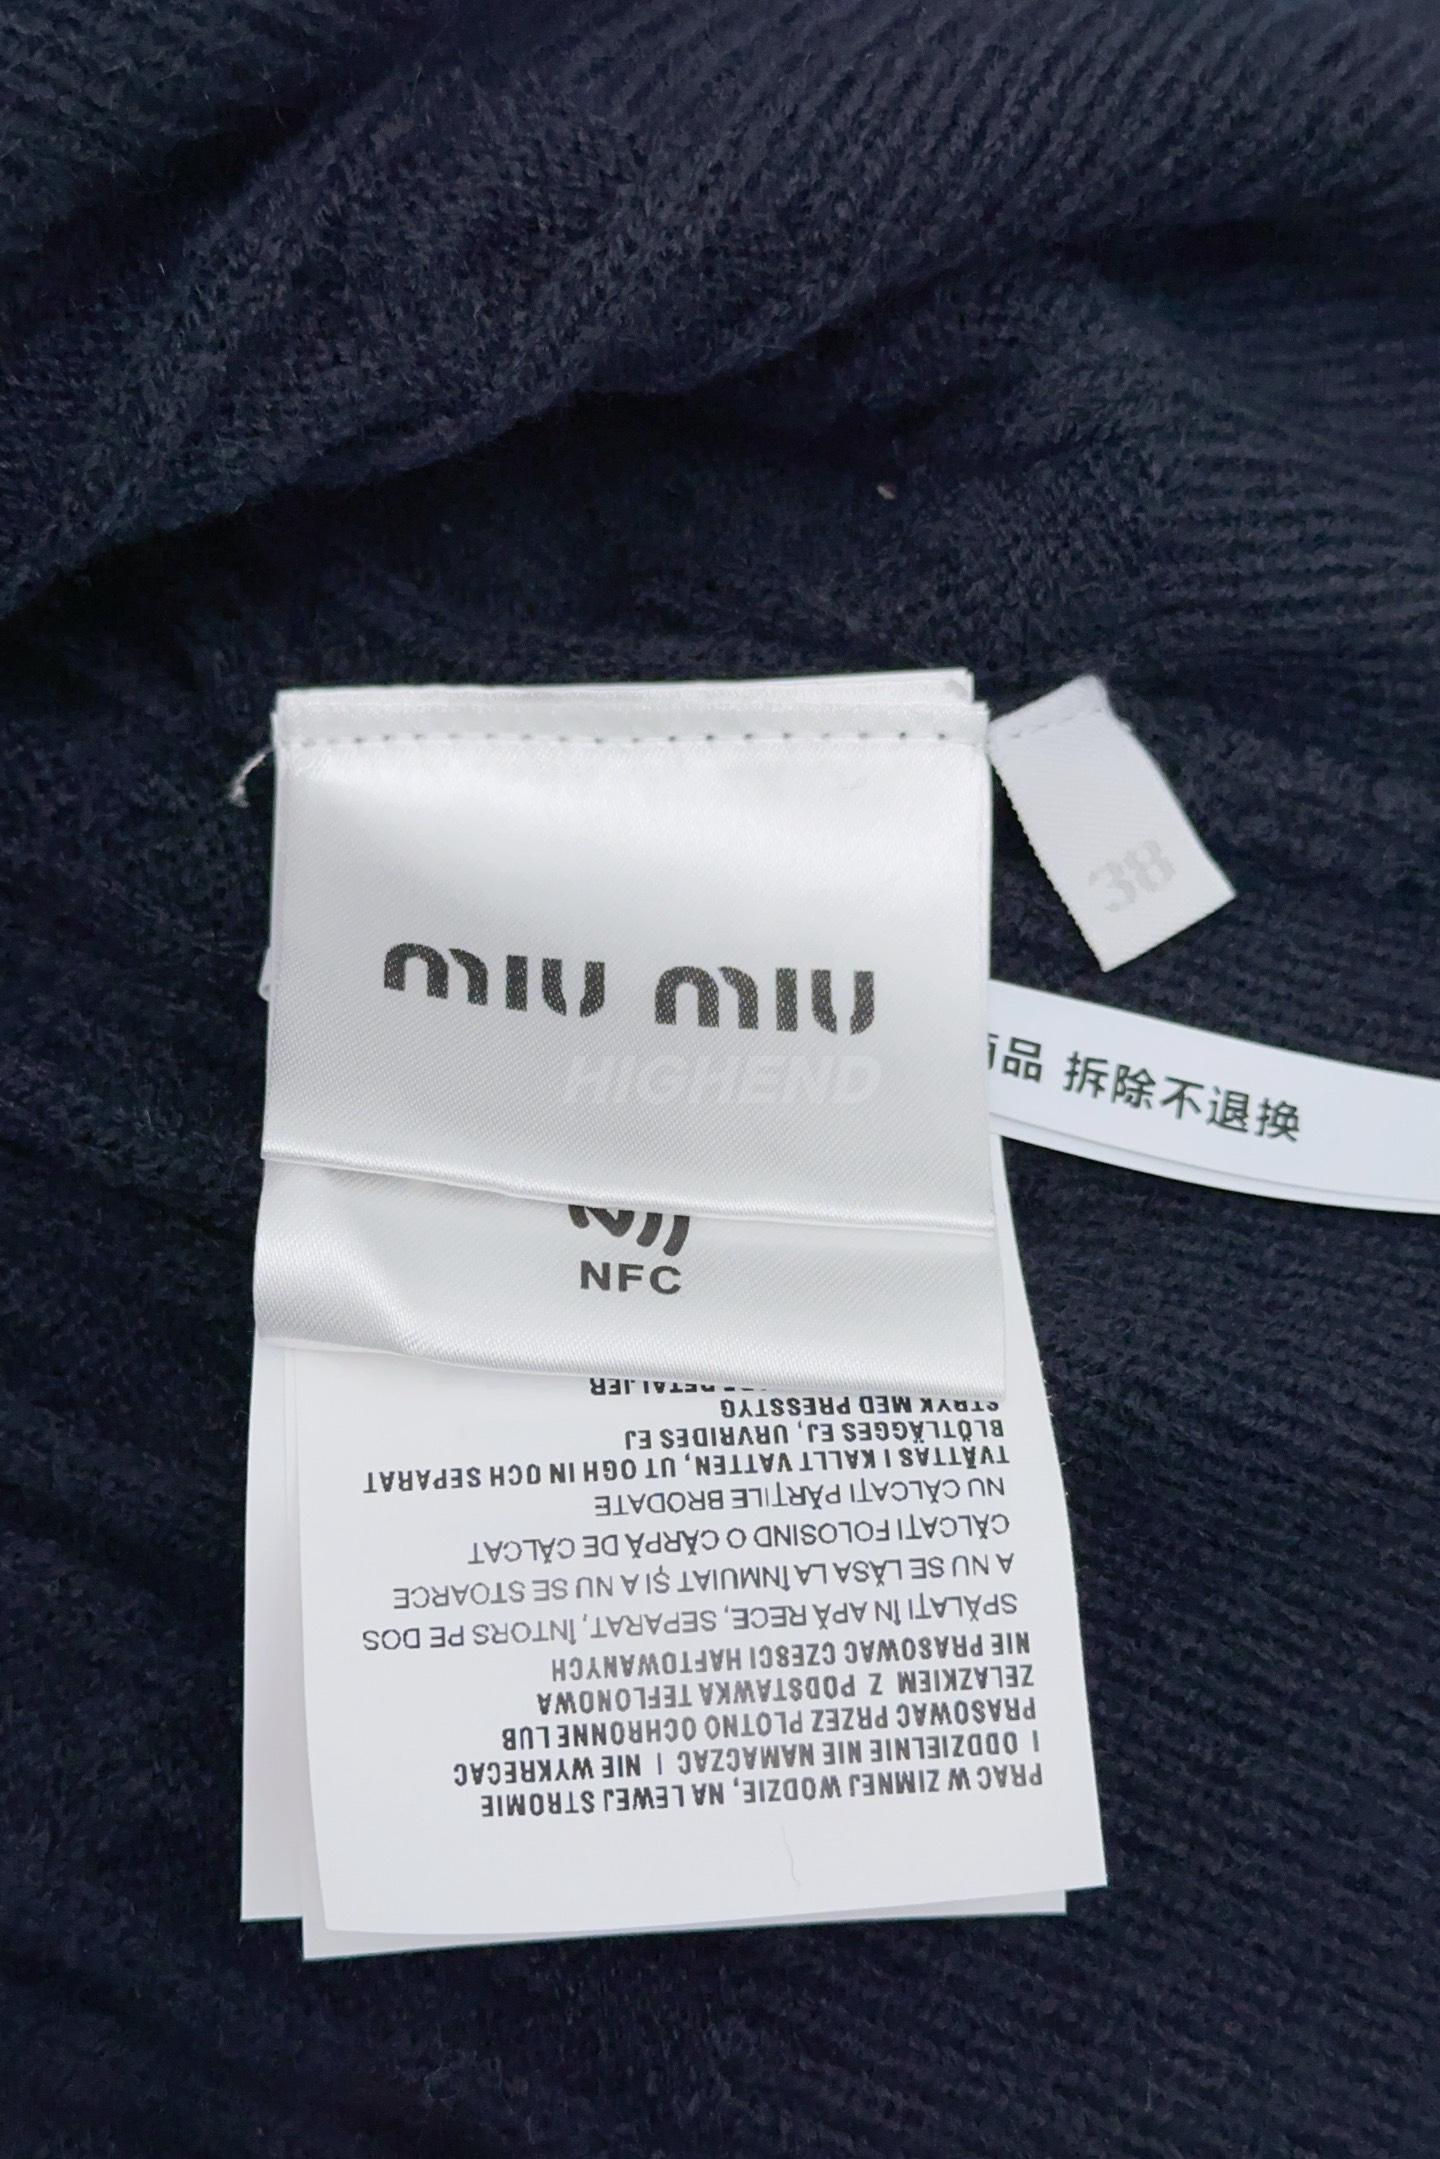 38
miu miu
HIGHEND
品 拆除不退换
NFC
PRAC W ZIMNEJ WODZIE, NA LEWEJ STROMIE
I ODDZIELNIE NIE NAMACZAC I NIE WYKRECAC
PRASOWAC PRZEZ PLOTNO OCHRONNE LUB
ZELAZKIEM Z PODSTAWKA TEFLONOWA
NIE PRASOWAC CZESCI HAFTOWANYCH
SPĂLAȚI ÎN APĂ RECE, SEPARAT, ÎNTORS PE DOS
A NU SE LĂSA LA ÎNMUIAT ȘI A NU SE STOARCE
CĂLCAȚI FOLOSIND O CÂRPĂ DE CĂLCAT
NU CĂLCAȚI PĂRȚILE BRODATE
TVÄTTAS I KALLT VATTEN, UT OGH IN OCH SEPARAT
BLÖTLÄGGES EJ, URVRIDES EJ
STRYK MED PRESSTYG